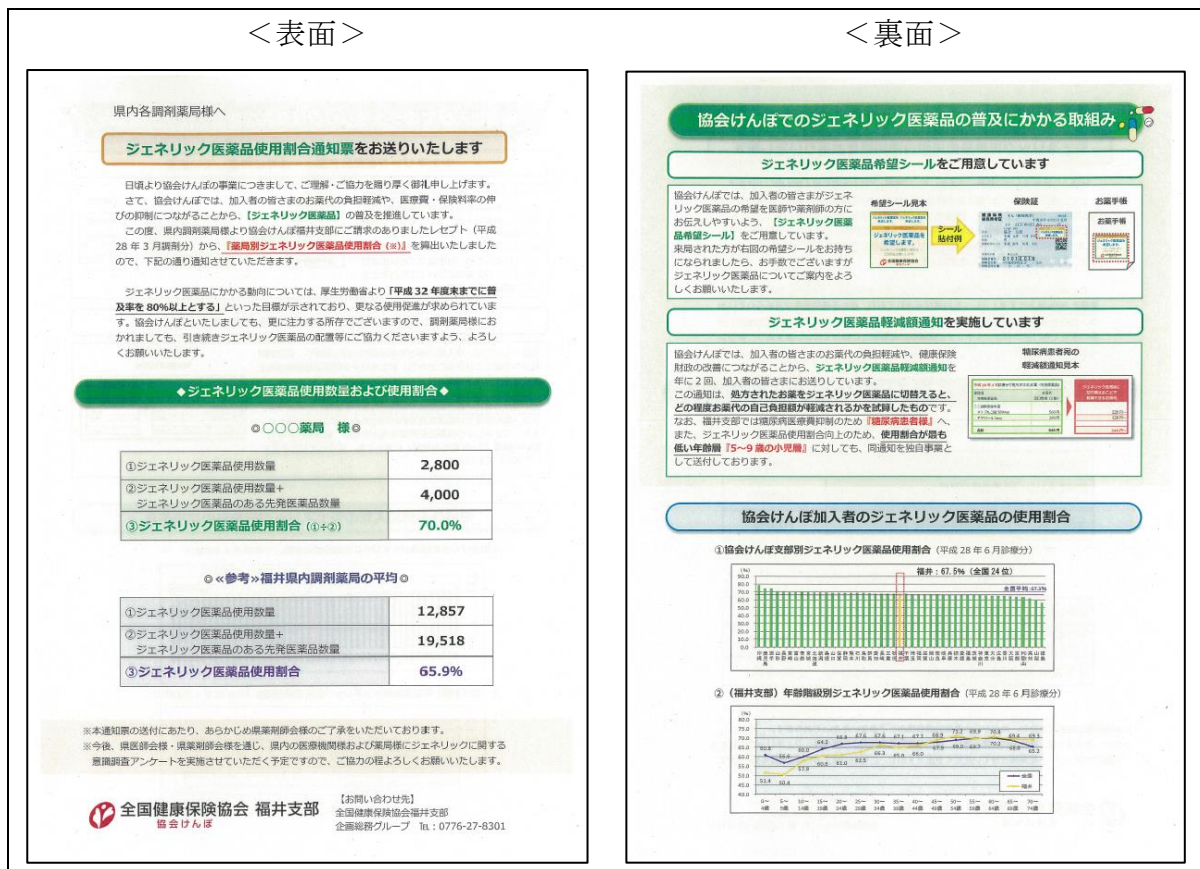 ＜表面＞
県内各調剤薬局様へ
ジェネリック医薬品使用割合通知票をお送りいたします
日頃より協会けんぽの事業につきまして、ご理解・ご協力を賜り厚く御礼申し上げます。
さて、協会けんぽでは、加入者の皆さまのお薬代の負担軽減や、医療費・保険料率の伸
びの抑制につながることから、【ジェネリック医薬品】の普及を推進しています。
この度、県内調剤薬局様より協会けんぽ福井支部にご請求のありましたレセプト（平成
28年3月調剤分）から、『薬局別ジェネリック医薬品使用割合（※）』を算出いたしました
ので、下記の通り通知させていただきます。
ジェネリック医薬品にかかる動向については、厚生労働省より「平成32年度末までに普
及率を80%以上とする」といった目標が示されており、更なる使用促進が求められていま
す。協会けんぽといたしましても、更に注力する所存でございますので、調剤薬局様にお
かれましても、引き続きジェネリック医薬品の配置等にご協力くださいますよう、よろし
くお願いいたします。
◆ジェネリック医薬品使用数量および使用割合◆
◎○○○薬局 様◎
①ジェネリック医薬品使用数量 2,800
②ジェネリック医薬品使用数量+
ジェネリック医薬品のある先発医薬品数量 4,000
③ジェネリック医薬品使用割合（①÷②） 70.0%
◎≪参考≫福井県内調剤薬局の平均◎
①ジェネリック医薬品使用数量 12,857
②ジェネリック医薬品使用数量+
ジェネリック医薬品のある先発医薬品数量 19,518
③ジェネリック医薬品使用割合 65.9%
※本通知票の送付にあたり、あらかじめ県薬剤師会様のご了承をいただいております。
※今後、県医師会様・県薬剤師会様を通じ、県内の医療機関様および薬局様にジェネリックに関する
意識調査アンケートを実施させていただく予定ですので、ご協力の程よろしくお願いいたします。
全国健康保険協会 福井支部
協会けんぽ
【お問い合わせ先】
全国健康保険協会福井支部
企画総務グループ ℡：0776-27-8301
＜裏面＞
協会けんぽでのジェネリック医薬品の普及にかかる取組み
ジェネリック医薬品希望シールをご用意しています
協会けんぽでは、加入者の皆さまがジェネ
リック医薬品の希望を医師や薬剤師の方に
お伝えしやすいよう、【ジェネリック医薬
品希望シール】をご用意しています。
来局された方が右図の希望シールをお持ち
になられましたら、お手数でございますが
ジェネリック医薬品についてご案内をよろ
しくお願いいたします。
希望シール見本
シール
貼付例
保険証
お薬手帳
お薬手帳
ジェネリック医薬品軽減額通知を実施しています
協会けんぽでは、加入者の皆さまのお薬代の負担軽減や、健康保険
財政の改善につながることから、ジェネリック医薬品軽減額通知を
年に2回、加入者の皆さまにお送りしています。
この通知は、処方されたお薬をジェネリック医薬品に切替えると、
どの程度お薬代の自己負担額が軽減されるかを試算したものです。
なお、福井支部では糖尿病医療費抑制のため『糖尿病患者様』へ、
また、ジェネリック医薬品使用割合向上のため、使用割合が最も
低い年齢層『5～9歳の小児層』に対しても、同通知を独自事業と
して送付しております。
糖尿病患者宛の
軽減額通知見本
協会けんぽ加入者のジェネリック医薬品の使用割合
①協会けんぽ支部別ジェネリック医薬品使用割合（平成28年6月診療分）
(%)
福井：67.5%（全国24位）
90.0
80.0
70.0
60.0
50.0
40.0
30.0
20.0
10.0
0.0
②（福井支部）年齢階級別ジェネリック医薬品使用割合（平成28年6月診療分）
(%)
80.0
75.0
70.0
65.0
60.0
55.0
50.0
45.0
40.0
全国
福井